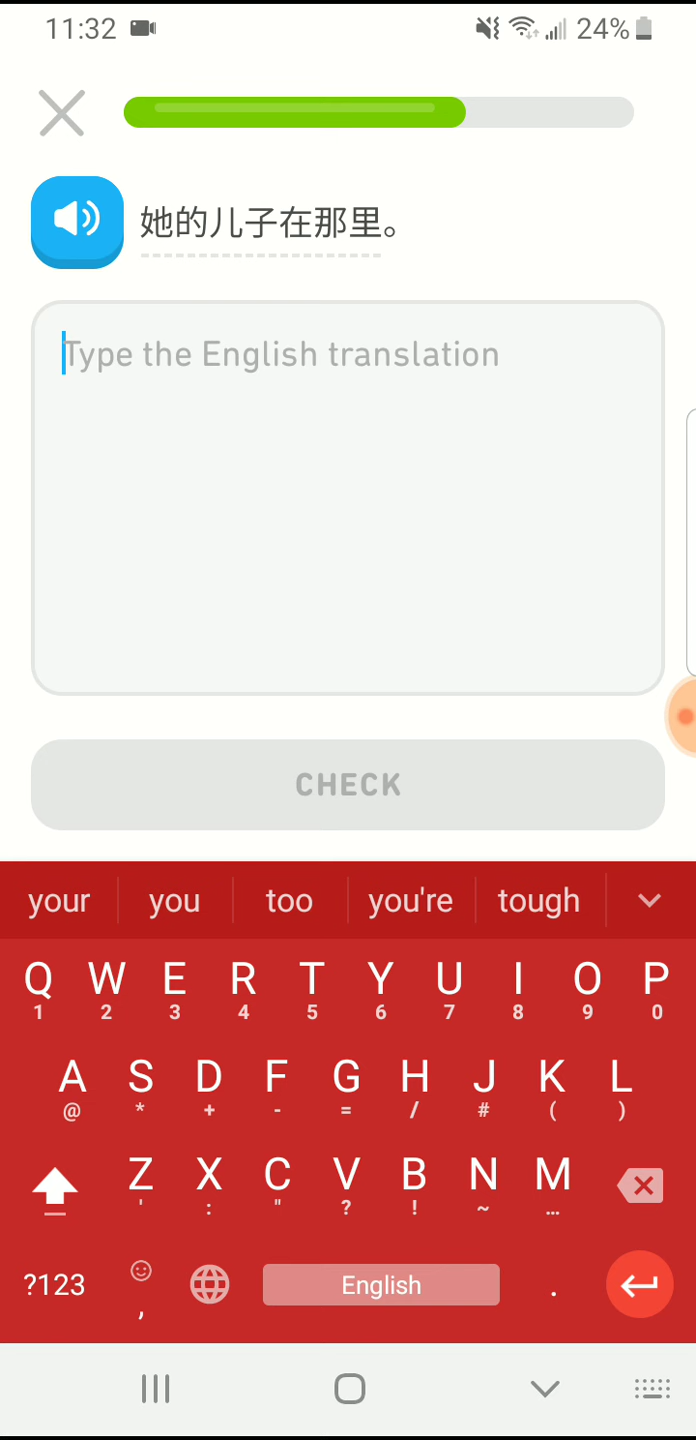 11:32 24%
她的儿子在那里。
Type the English translation
CHECK
your you too you're tough
Q W E R T Y U I O P
1 2 3 4 5 6 7 8 9 0
A S D F G H J K L
@ * + - = / # ( )
Z X C V B N M
' : " ? ! ~ …
?123 , English .